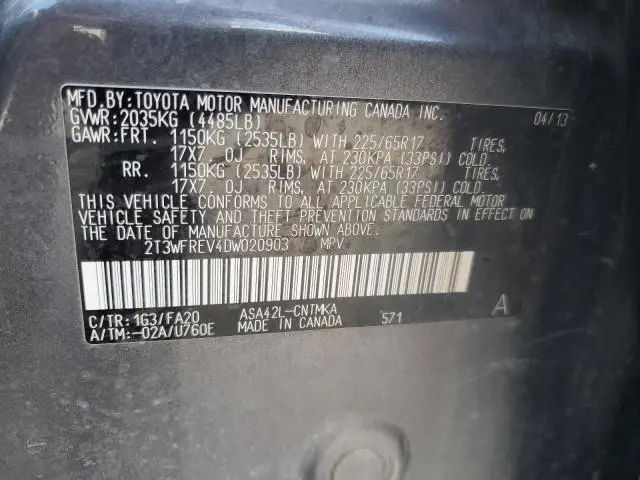 MFD.BY:TOYOTA MOTOR MANUFACTURING CANADA INC. 04/13
GVWR:2035KG (4485LB)
GAWR:FRT. 1150KG (2535LB) WITH 225/65R17 TIRES,
17X7.0J RIMS, AT 230KPA (33PSI) COLD.
RR. 1150KG (2535LB) WITH 225/65R17 TIRES,
17X7.0J RIMS, AT 230KPA (33PSI) COLD.
THIS VEHICLE CONFORMS TO ALL APPLICABLE FEDERAL MOTOR
VEHICLE SAFETY AND THEFT PREVENTION STANDARDS IN EFFECT ON
THE DATE OF MANUFACTURE SHOWN ABOVE.
2T3WFREV4DW020903 MPV
C/TR:1G3/FA20 ASA42L-CNTMKA
A/TM:-02A/U760E MADE IN CANADA 571 A